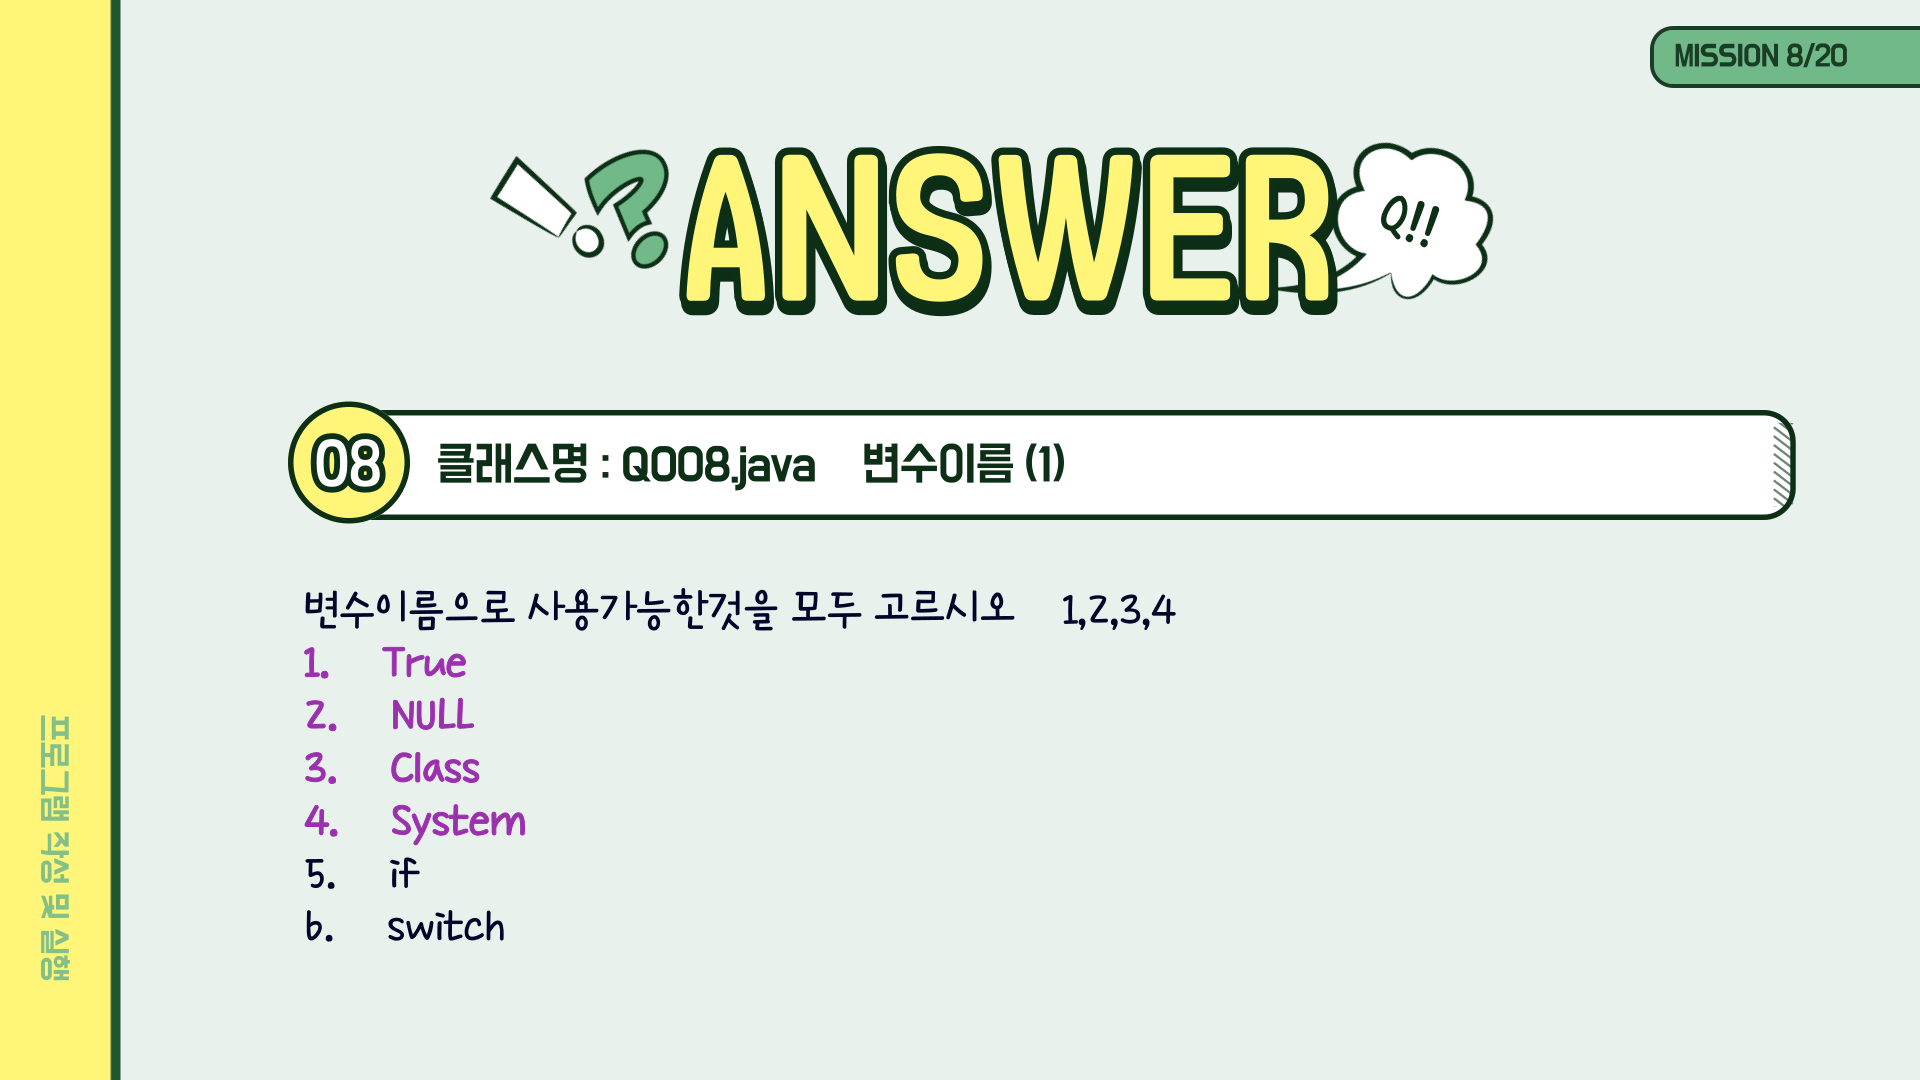 MISSION 8/20
!?ANSWER
Q!!
08 클래스명 : Q008.java 변수이름 (1)
변수이름으로 사용가능한것을 모두 고르시오 1,2,3,4
1. True
2. NULL
3. Class
4. System
5. if
6. switch
프로그램 작성 및 실행